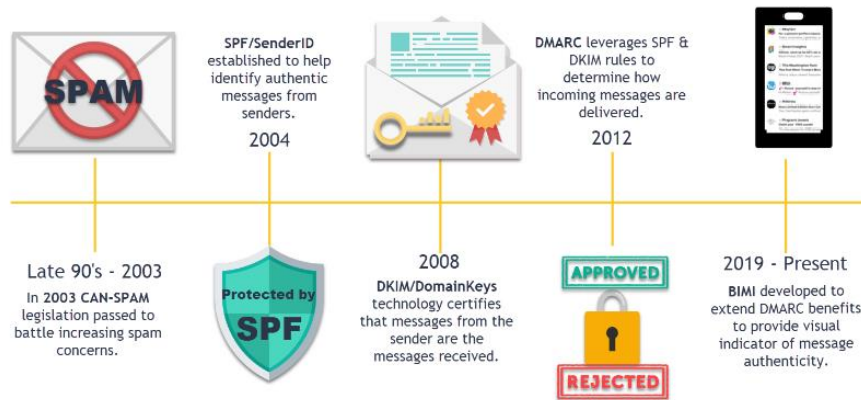 SPAM
Late 90's - 2003
In 2003 CAN-SPAM
legislation passed to
battle increasing spam
concerns.
SPF/SenderID
established to help
identify authentic
messages from
senders.
2004
Protected by
SPF
2008
DKIM/DomainKeys
technology certifies
that messages from the
sender are the
messages received.
DMARC leverages SPF &
DKIM rules to
determine how
incoming messages are
delivered.
2012
APPROVED
REJECTED
2019 - Present
BIMI developed to
extend DMARC benefits
to provide visual
indicator of message
authenticity.